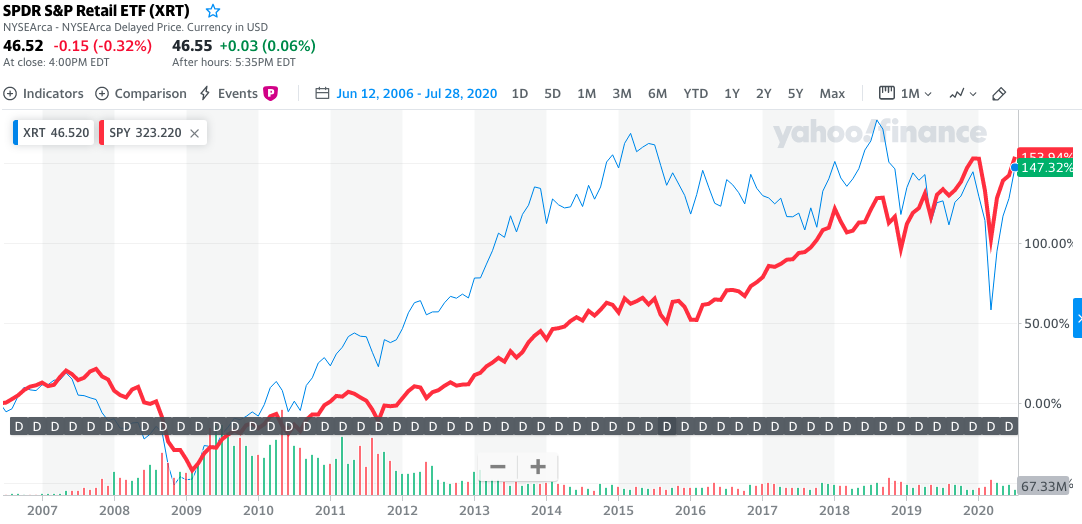 SPDR S&P Retail ETF (XRT)
NYSEArca - NYSEArca Delayed Price. Currency in USD
46.52 -0.15 (-0.32%) 46.55 +0.03 (0.06%)
At close: 4:00PM EDT After hours: 5:35PM EDT
Indicators Comparison Events P Jun 12, 2006 - Jul 28, 2020 1D 5D 1M 3M 6M YTD 1Y 2Y 5Y Max 1M
XRT 46.520 SPY 323.220
yahoo!finance
153.94%
147.32%
100.00%
50.00%
0.00%
D D D D D D D D D D D D D D D D D D D D D D D D D D D D D D D D D D D D D D D D D D D D D D D D D D D D D D D D
67.33M
2007 2008 2009 2010 2011 2012 2013 2014 2015 2016 2017 2018 2019 2020